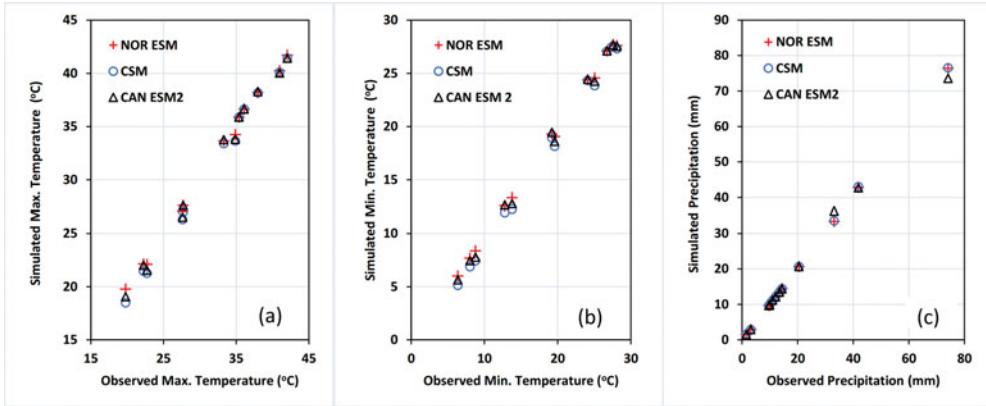 45
40
35
30
25
20
15
15
25
35
45
Simulated Max. Temperature (°C)
Observed Max. Temperature (°C)
NOR ESM
CSM
CAN ESM2
(a)
30
25
20
15
10
5
0
0
10
20
30
Simulated Min. Temperature (°C)
Observed Min. Temperature (°C)
NOR ESM
CSM
CAN ESM 2
(b)
90
80
70
60
50
40
30
20
10
0
0
20
40
60
80
Simulated Precipitation (mm)
Observed Precipitation (mm)
NOR ESM
CSM
CAN ESM2
(c)